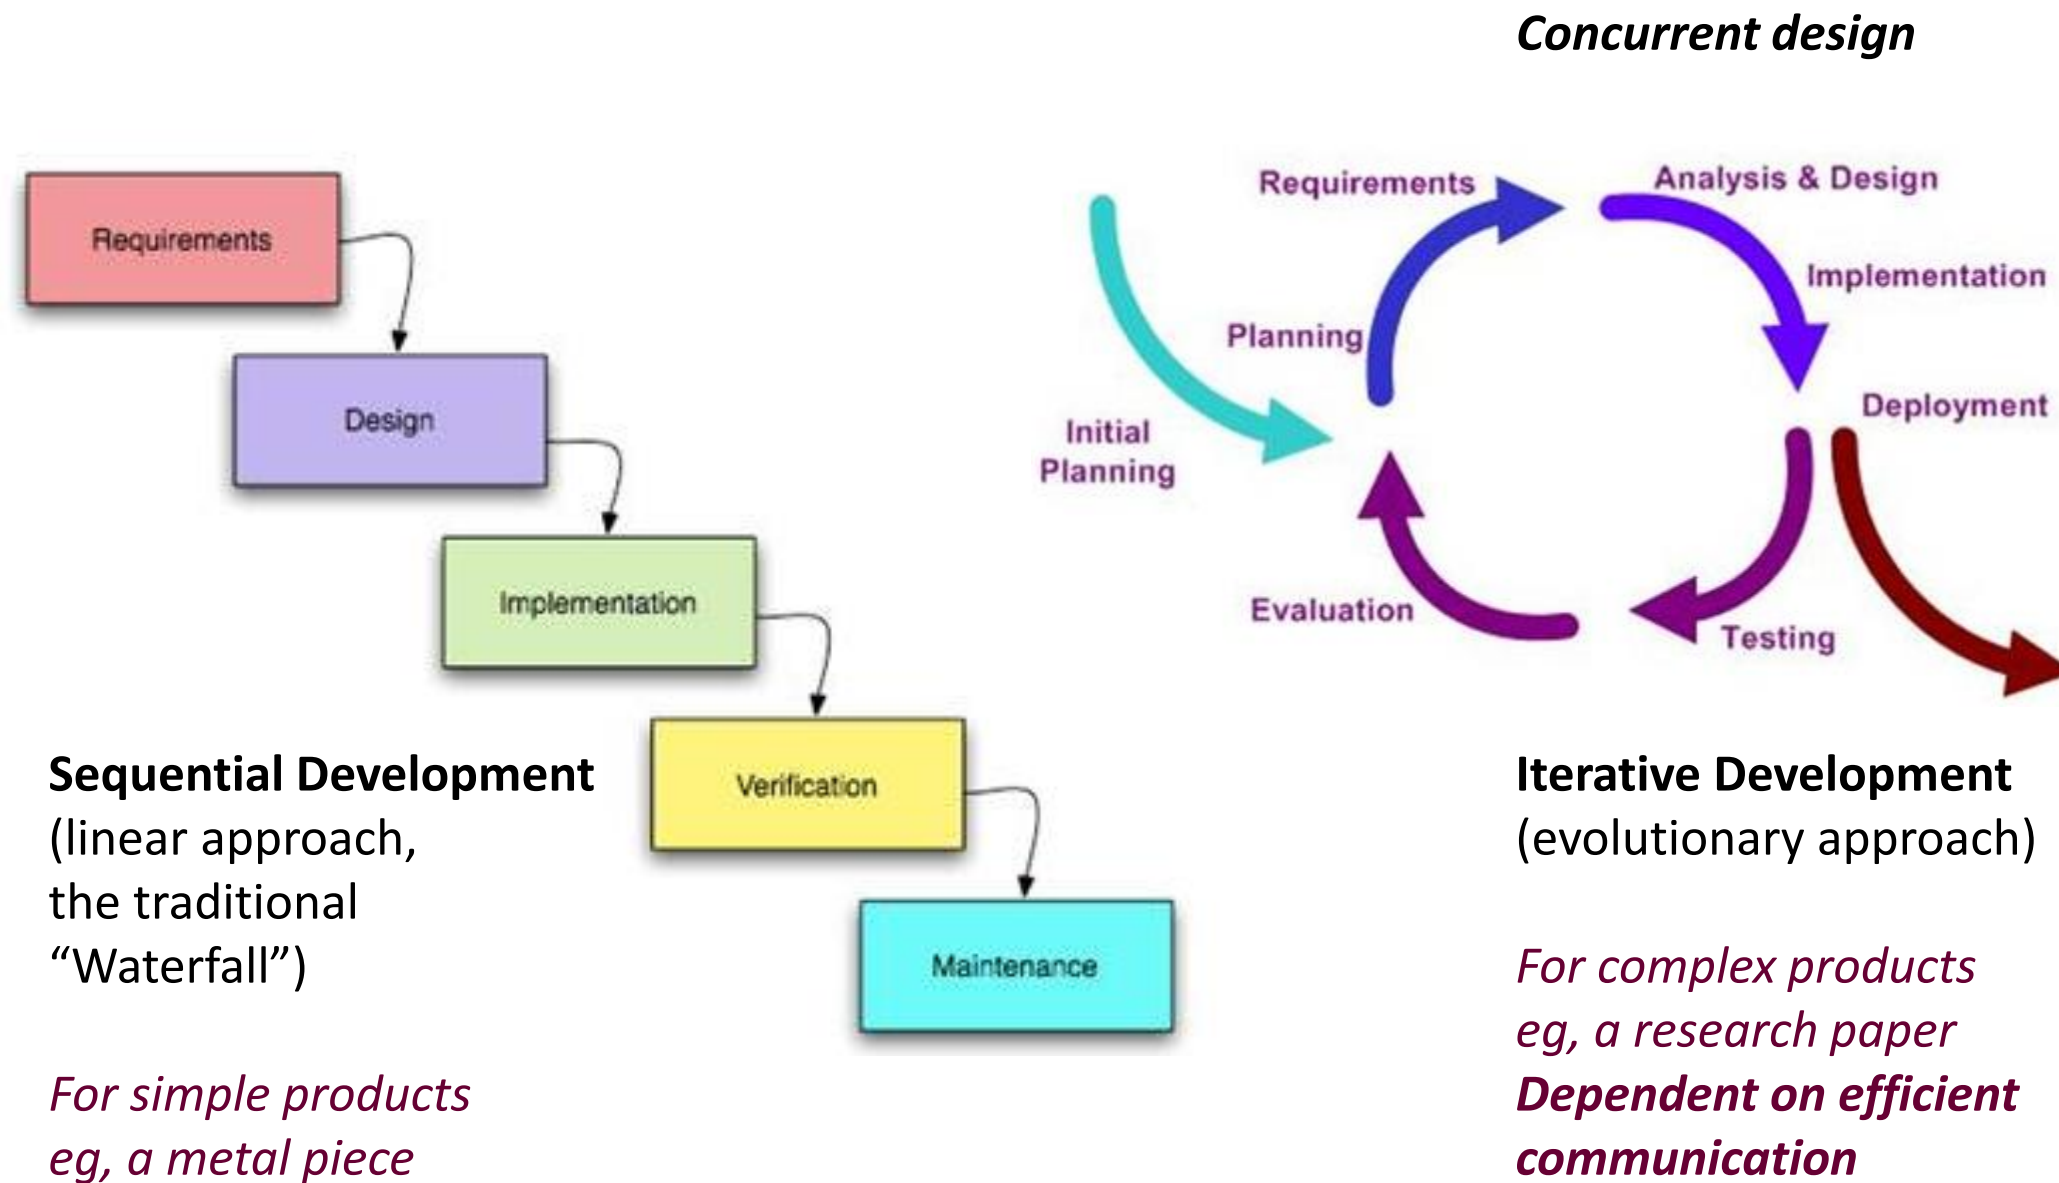 Concurrent design
Requirements
Design
Implementation
Verification
Maintenance
Sequential Development
(linear approach,
the traditional
“Waterfall”)
For simple products
eg, a metal piece
Requirements
Analysis & Design
Implementation
Planning
Deployment
Initial
Planning
Evaluation
Testing
Iterative Development
(evolutionary approach)
For complex products
eg, a research paper
Dependent on efficient
communication